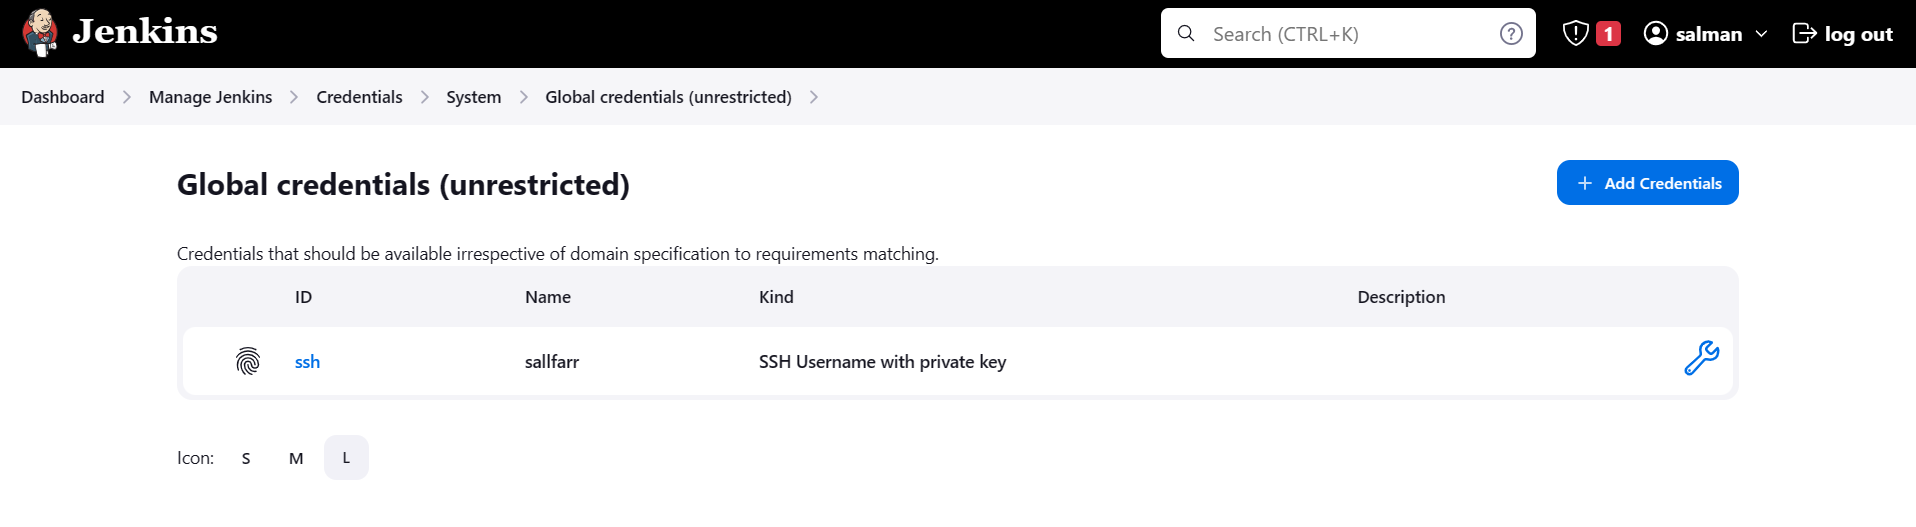 Jenkins
Search (CTRL+K)
?
1
salman
log out
Dashboard > Manage Jenkins > Credentials > System > Global credentials (unrestricted) >
Global credentials (unrestricted)
+ Add Credentials
Credentials that should be available irrespective of domain specification to requirements matching.
ID Name Kind Description
ssh sallfarr SSH Username with private key
Icon: S M L